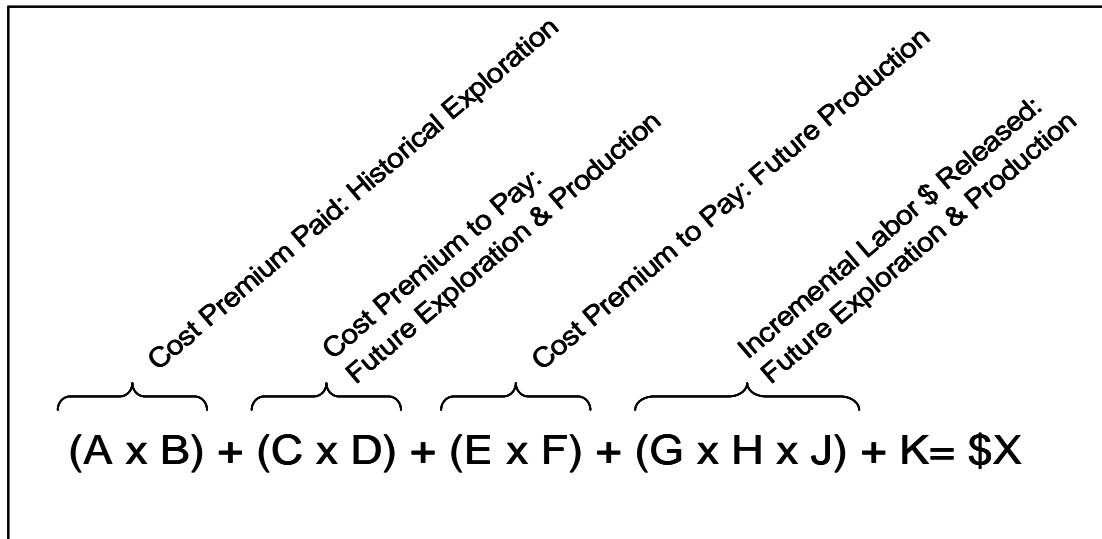 Cost Premium Paid: Historical Exploration
Cost Premium to Pay:
Future Exploration & Production
Cost Premium to Pay: Future Production
Incremental Labor $ Released:
Future Exploration & Production
(A x B) + (C x D) + (E x F) + (G x H x J) + K= $X